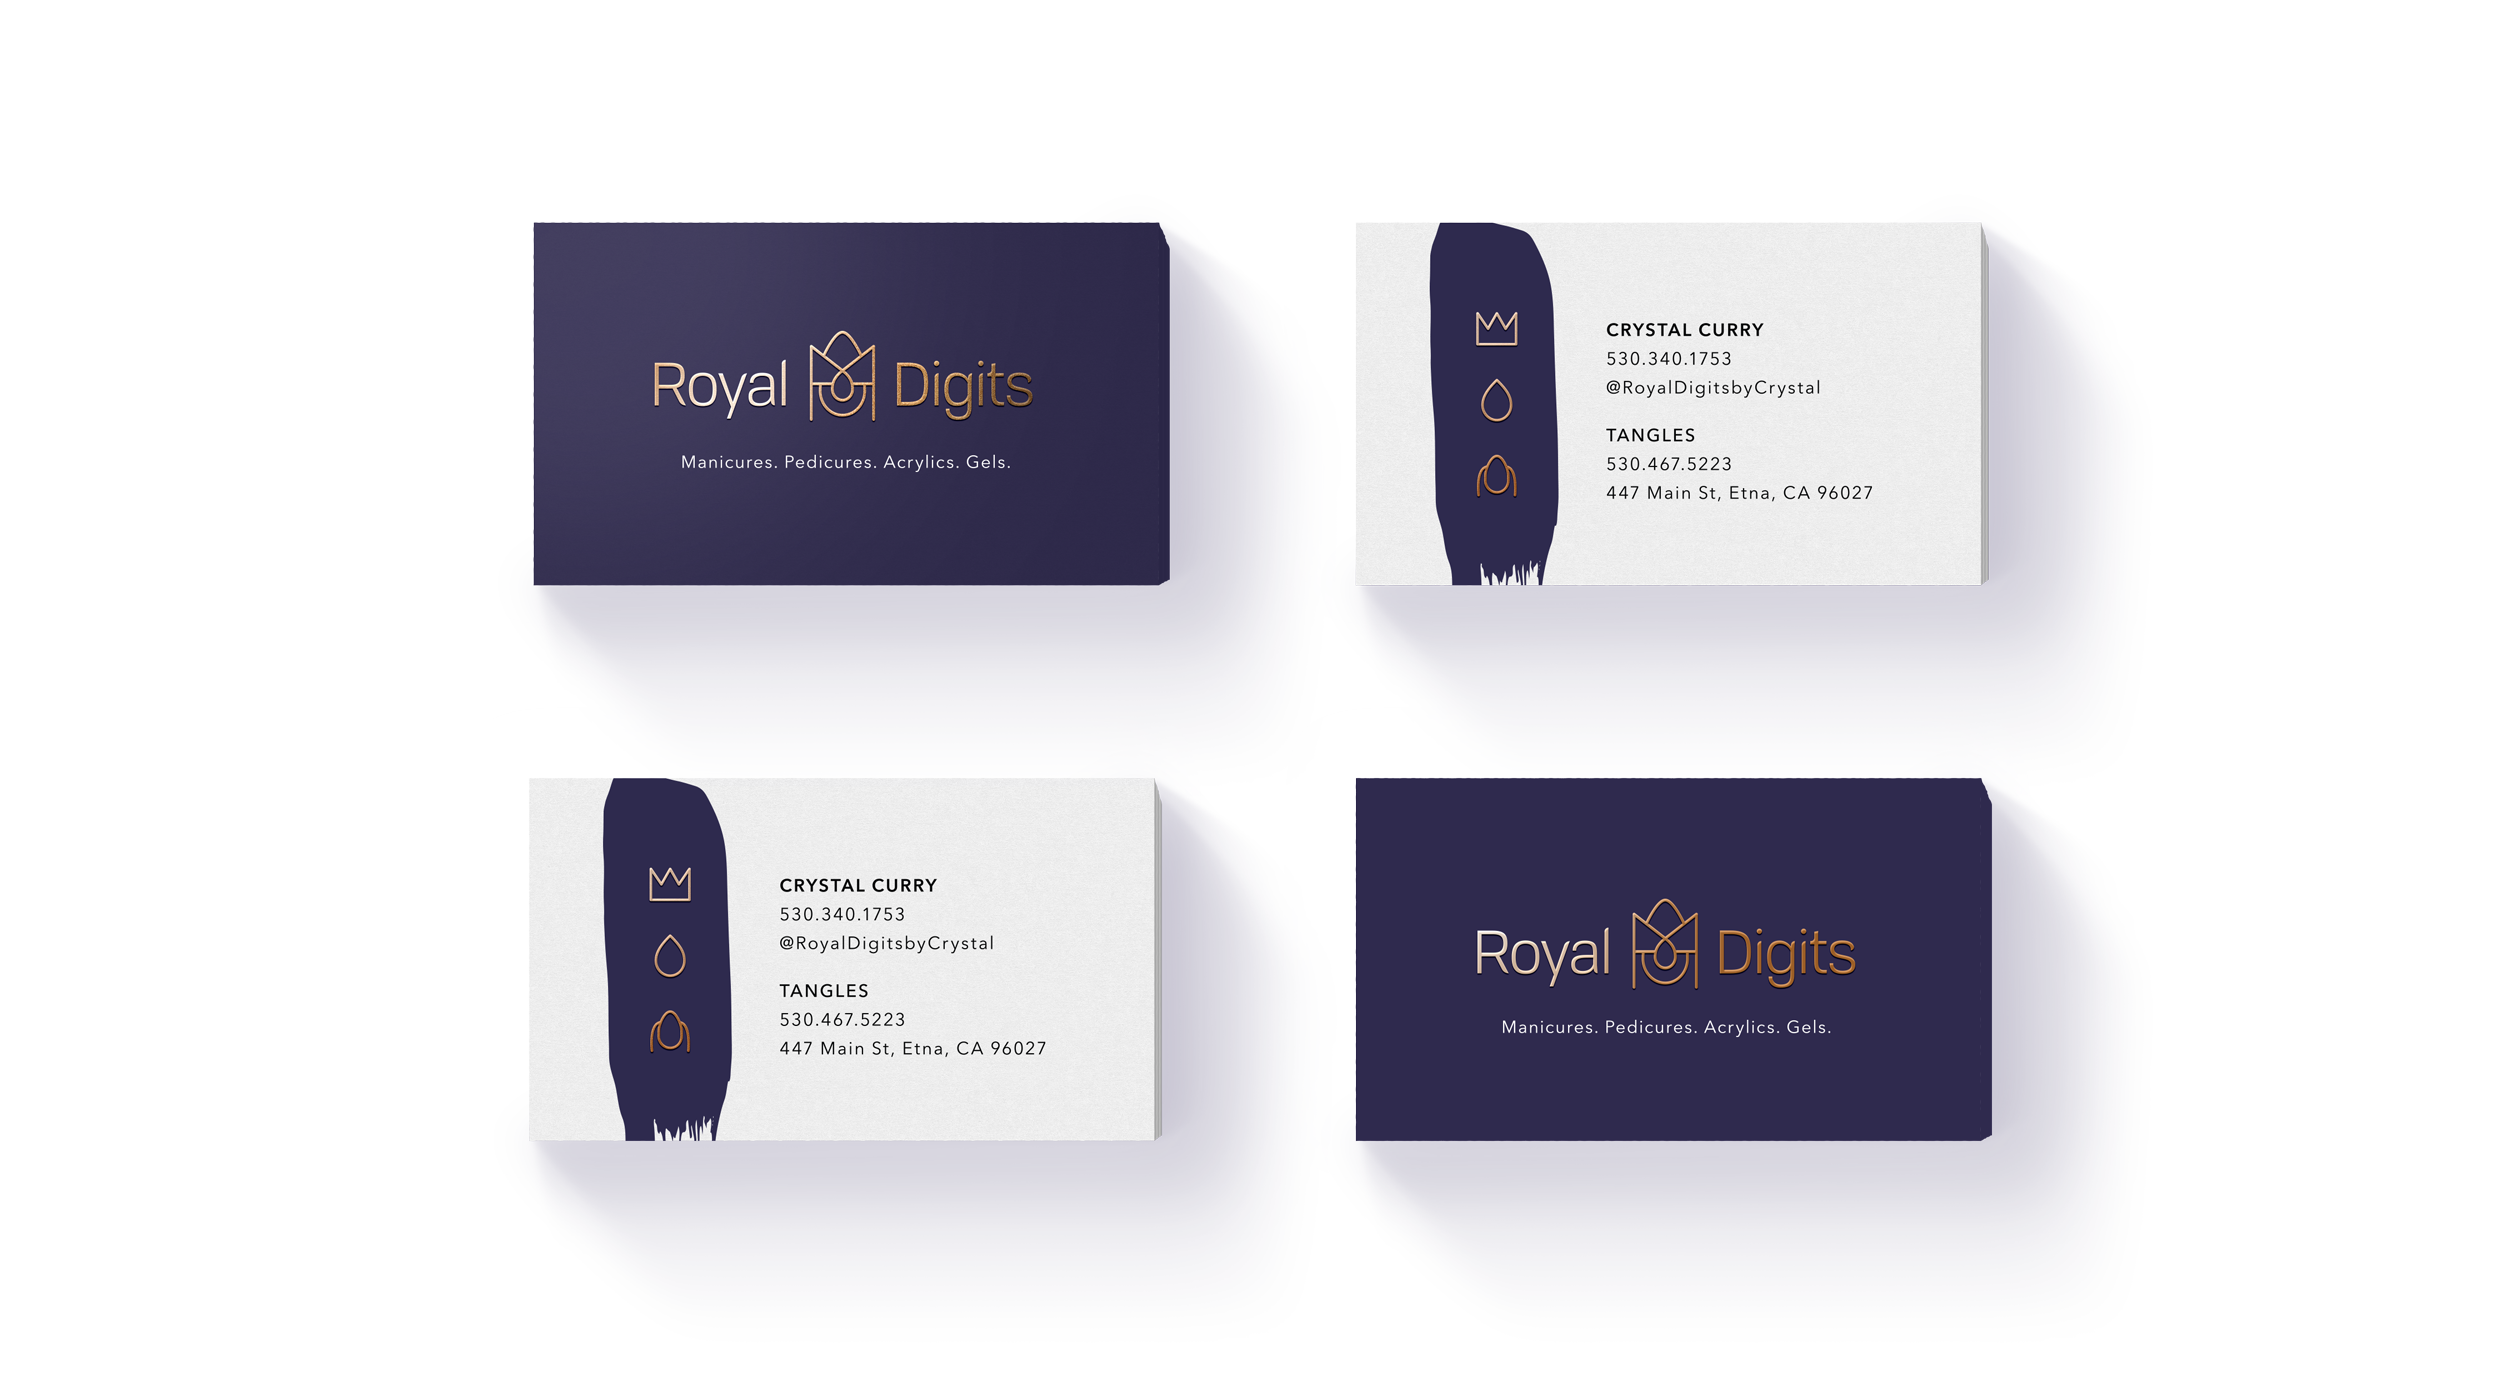 Royal Digits
Manicures. Pedicures. Acrylics. Gels.
CRYSTAL CURRY
530.340.1753
@RoyalDigitsbyCrystal
TANGLES
530.467.5223
447 Main St, Etna, CA 96027
CRYSTAL CURRY
530.340.1753
@RoyalDigitsbyCrystal
TANGLES
530.467.5223
447 Main St, Etna, CA 96027
Royal Digits
Manicures. Pedicures. Acrylics. Gels.